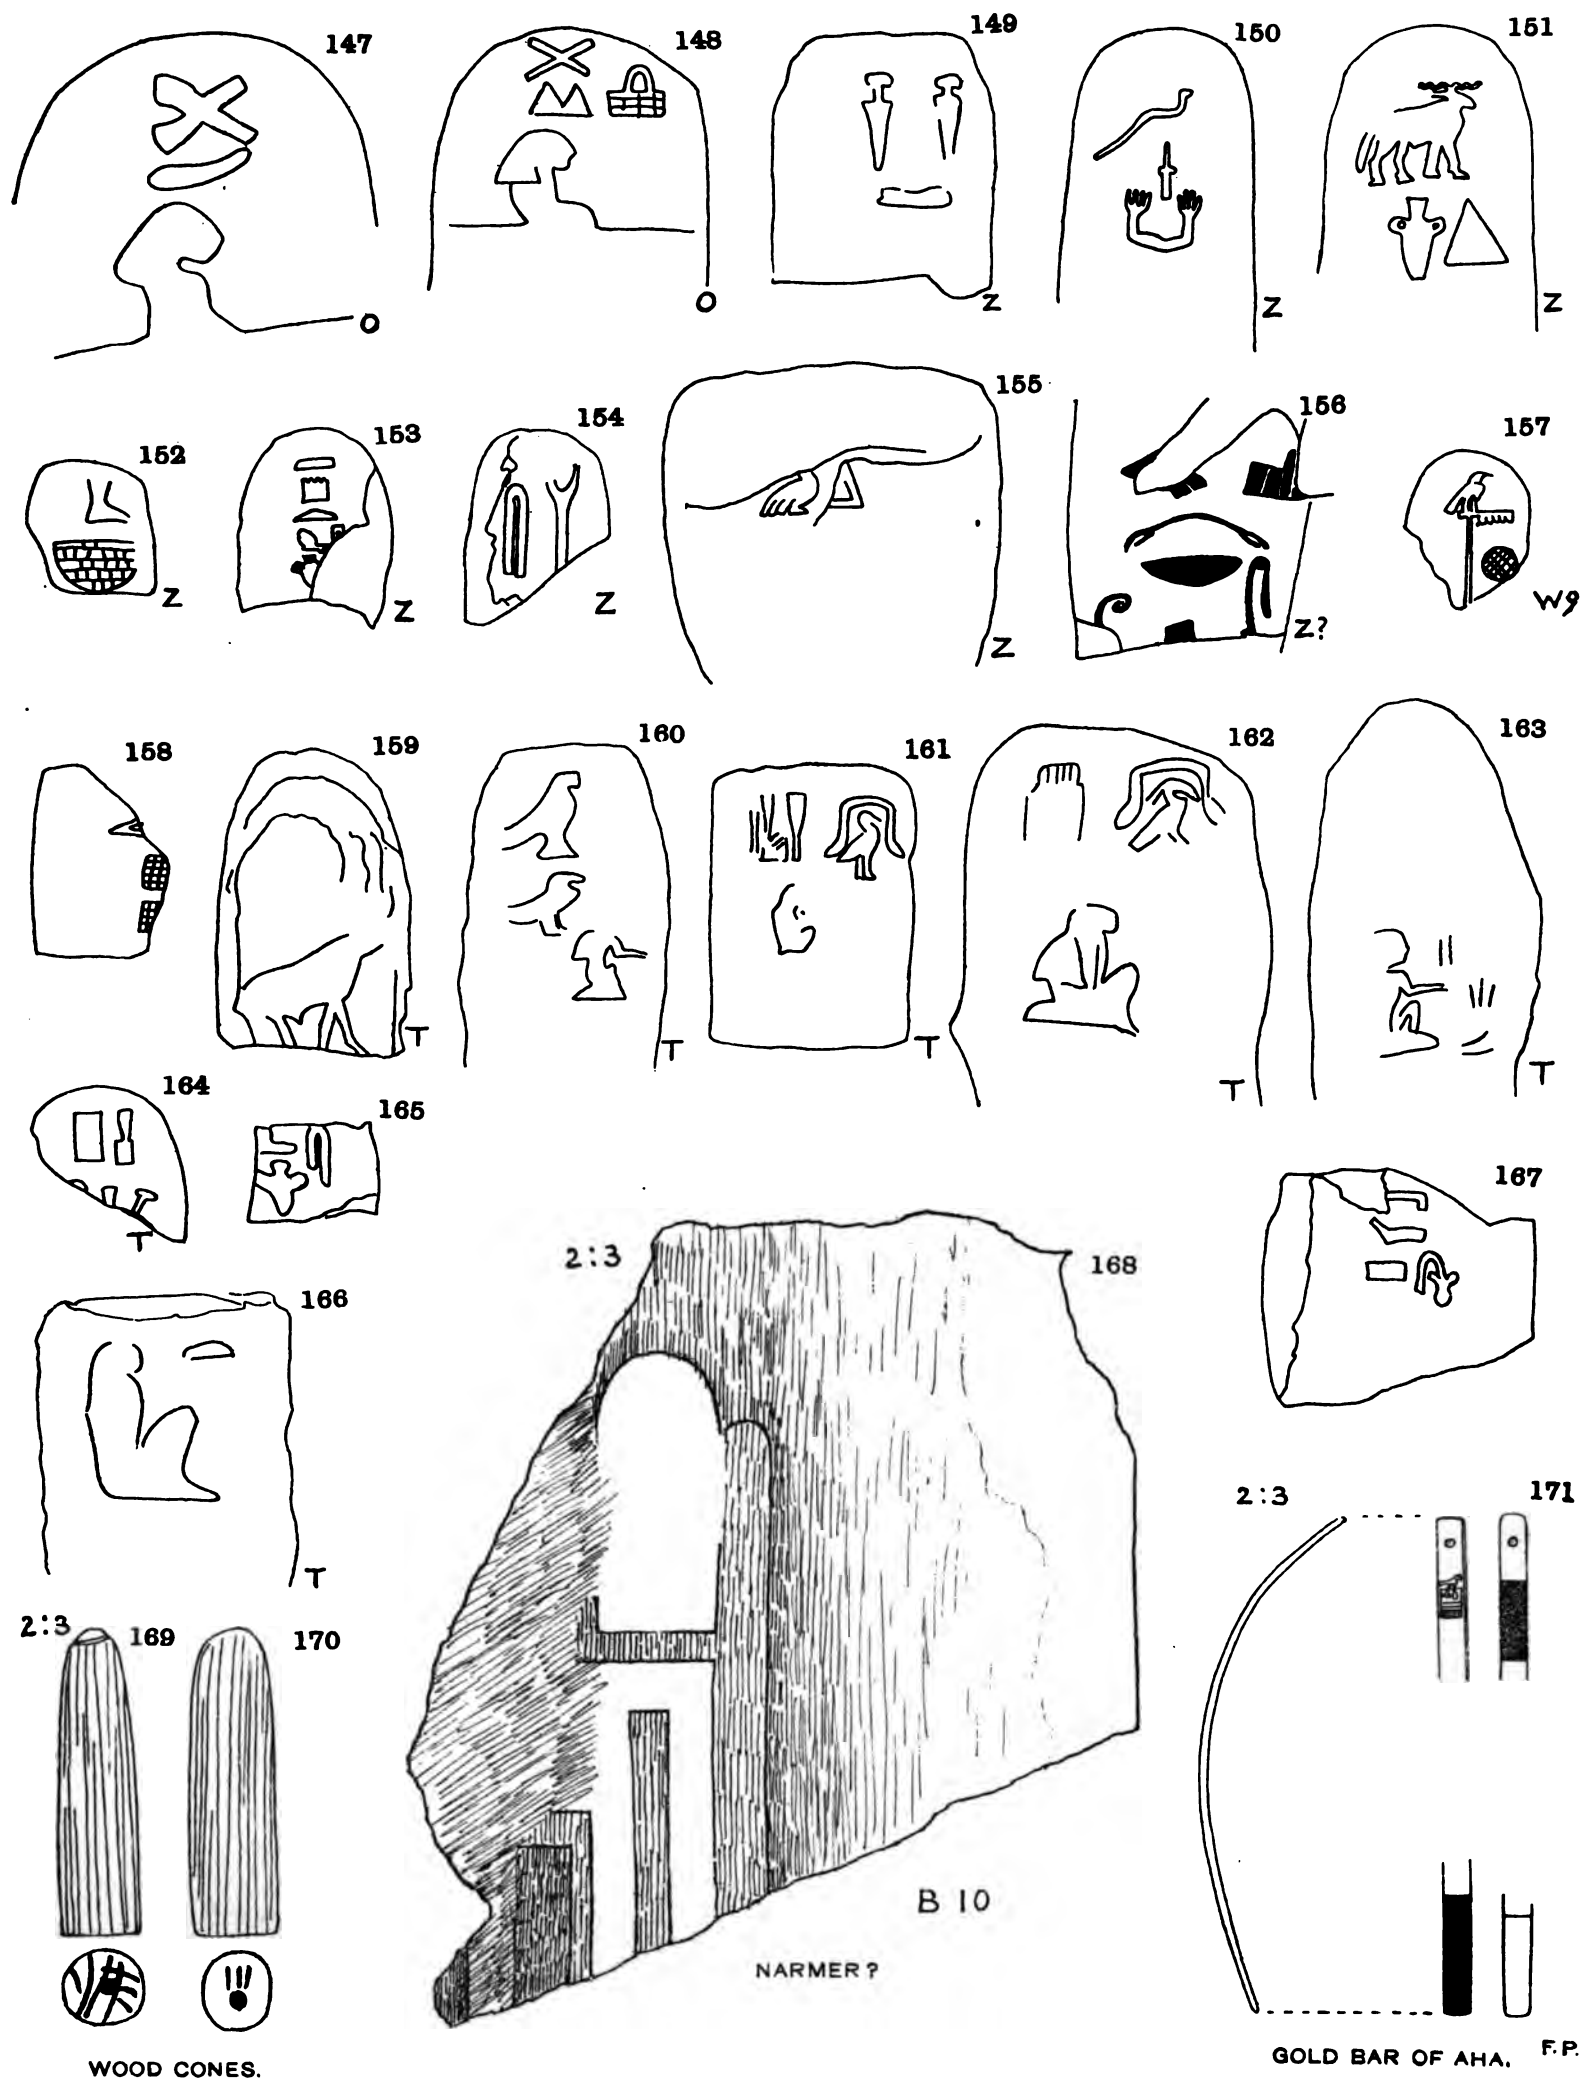 147 148 149 150 151
O O Z Z Z
152 153 154 155 156 157
Z Z Z Z Z? W9
158 159 160 161 162 163
T T T T T
164 165 167
T
2:3 168
166
T
2:3 171
2:3 169 170
B 10
NARMER?
WOOD CONES.
GOLD BAR OF AHA. F.P.